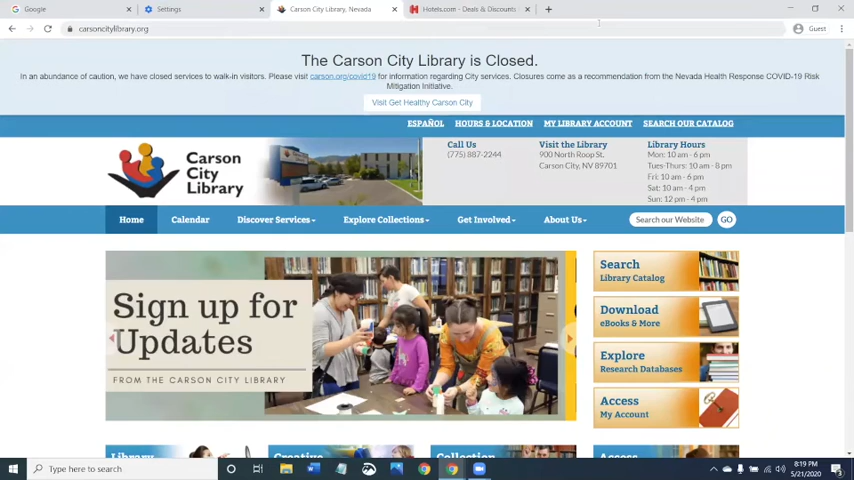 Google
Settings
Carson City Library, Nevada
Hotels.com - Deals & Discounts
carsoncitylibrary.org
Guest
The Carson City Library is Closed.
In an abundance of caution, we have closed services to walk-in visitors. Please visit carson.org/covid19 for information regarding City services. Closures come as a recommendation from the Nevada Health Response COVID-19 Risk
Mitigation Initiative.
Visit Get Healthy Carson City
ESPAÑOL HOURS & LOCATION MY LIBRARY ACCOUNT SEARCH OUR CATALOG
Carson
City
Library
Call Us
(775) 887-2244
Visit the Library
900 North Roop St.
Carson City, NV 89701
Library Hours
Mon: 10 am - 6 pm
Tues-Thurs: 10 am - 8 pm
Fri: 10 am - 6 pm
Sat: 10 am - 4 pm
Sun: 12 pm - 4 pm
Home Calendar Discover Services Explore Collections Get Involved About Us Search our Website GO
Sign up for
Updates
FROM THE CARSON CITY LIBRARY
Search
Library Catalog
Download
eBooks & More
Explore
Research Databases
Access
My Account
Library Creative Collection Access
Type here to search
8:19 PM
5/21/2020